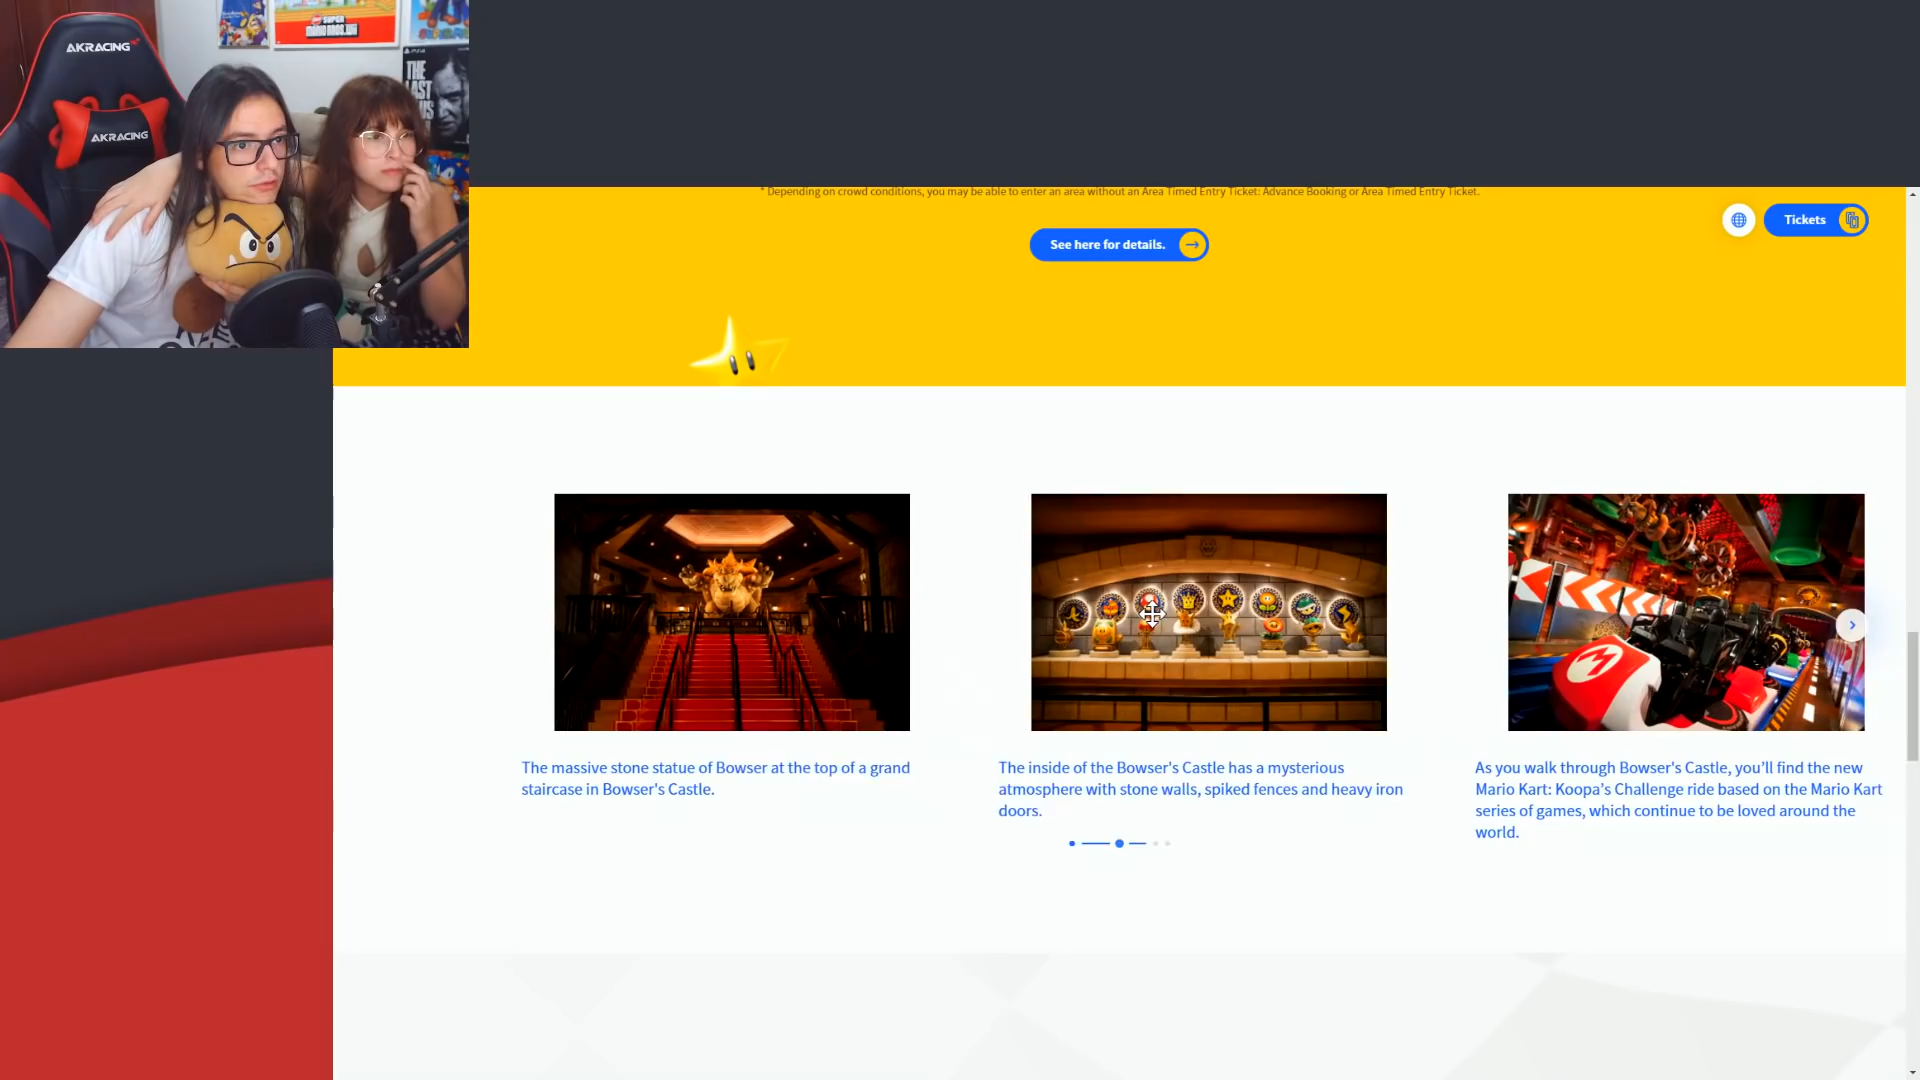 AKRACING
AKRACING
SUPER
MARIO BROS. WII
THE
LAST
US
* Depending on crowd conditions, you may be able to enter an area without an Area Timed Entry Ticket: Advance Booking or Area Timed Entry Ticket.
See here for details.
Tickets
The massive stone statue of Bowser at the top of a grand
staircase in Bowser's Castle.
The inside of the Bowser's Castle has a mysterious
atmosphere with stone walls, spiked fences and heavy iron
doors.
M
As you walk through Bowser's Castle, you’ll find the new
Mario Kart: Koopa’s Challenge ride based on the Mario Kart
series of games, which continue to be loved around the
world.